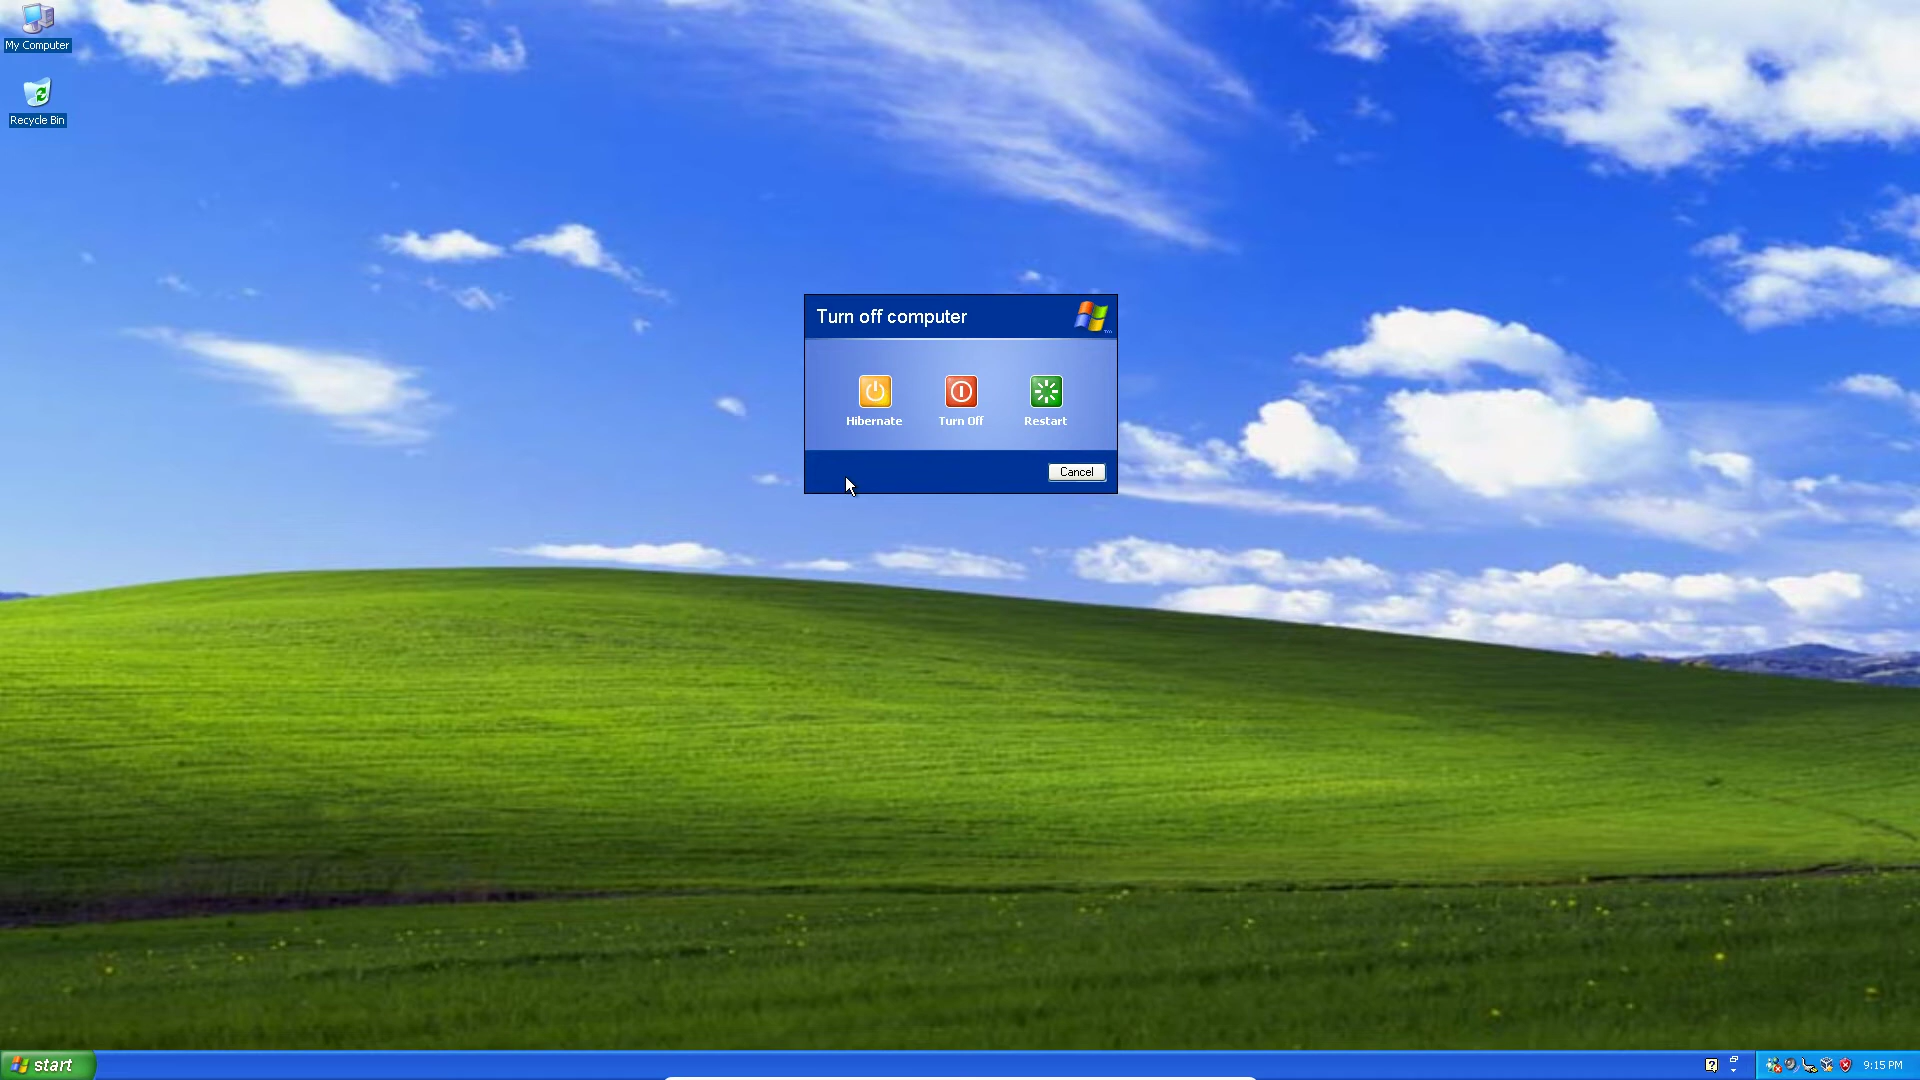 My Computer
Recycle Bin
Turn off computer
Hibernate
Turn Off
Restart
Cancel
start
9:15 PM